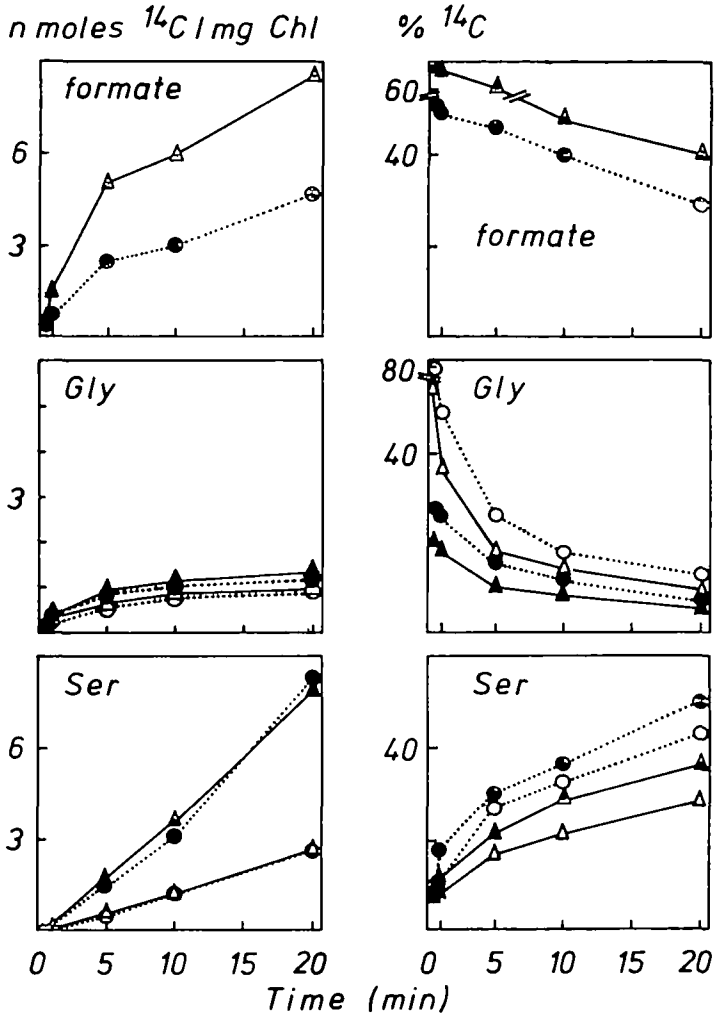 n moles ¹⁴C / mg Chl
% ¹⁴C
formate
6
3
60
40
formate
Gly
3
80
40
Gly
Ser
6
3
0 5 10 15 20
40
Ser
0 5 10 15 20
Time (min)